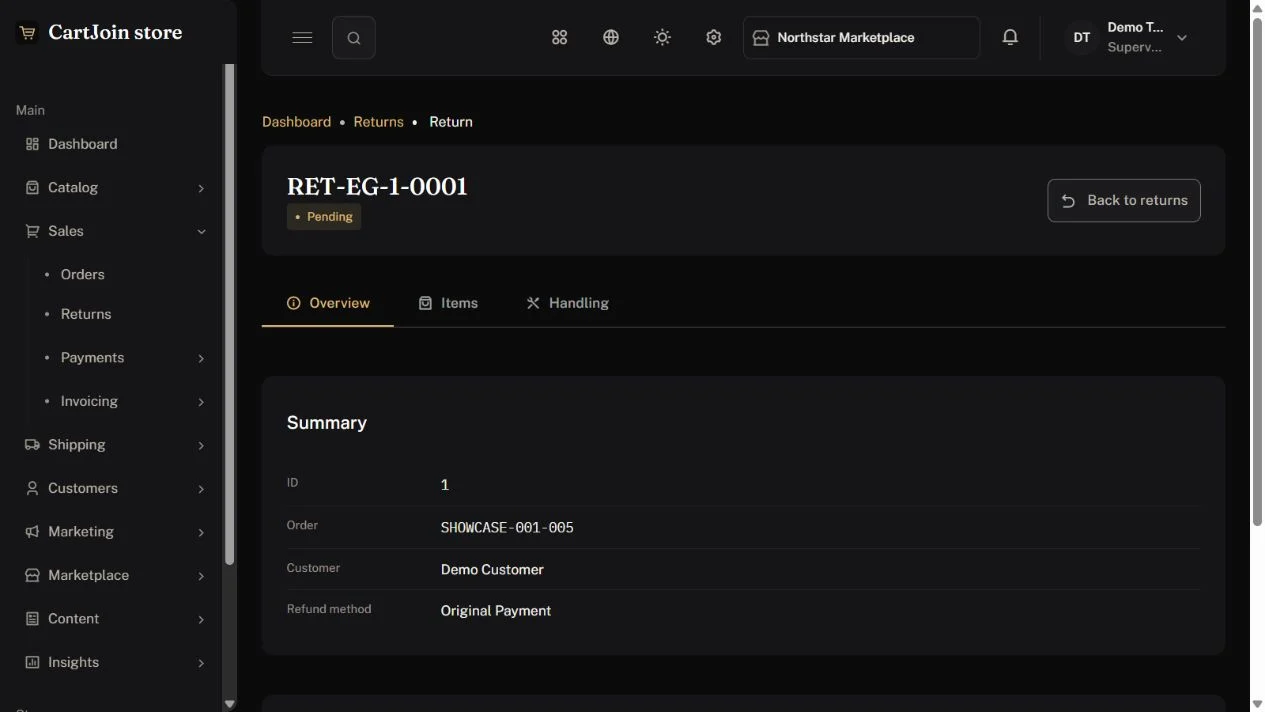 CartJoin store
Main
Dashboard
Catalog
Sales
Orders
Returns
Payments
Invoicing
Shipping
Customers
Marketing
Marketplace
Content
Insights
Northstar Marketplace
DT
Demo T...
Superv...
Dashboard • Returns • Return
RET-EG-1-0001
• Pending
Back to returns
Overview
Items
Handling
Summary
ID
1
Order
SHOWCASE-001-005
Customer
Demo Customer
Refund method
Original Payment